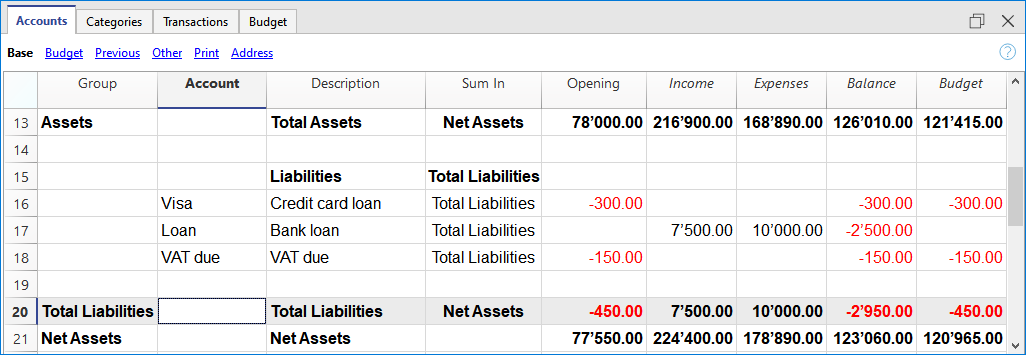 Accounts Categories Transactions Budget
Base Budget Previous Other Print Address ?
Group Account Description Sum In Opening Income Expenses Balance Budget
13 Assets Total Assets Net Assets 78’000.00 216’900.00 168’890.00 126’010.00 121’415.00
14
15 Liabilities Total Liabilities
16 Visa Credit card loan Total Liabilities -300.00 -300.00 -300.00
17 Loan Bank loan Total Liabilities 7’500.00 10’000.00 -2’500.00
18 VAT due VAT due Total Liabilities -150.00 -150.00 -150.00
19
20 Total Liabilities Total Liabilities Net Assets -450.00 7’500.00 10’000.00 -2’950.00 -450.00
21 Net Assets Net Assets 77’550.00 224’400.00 178’890.00 123’060.00 120’965.00